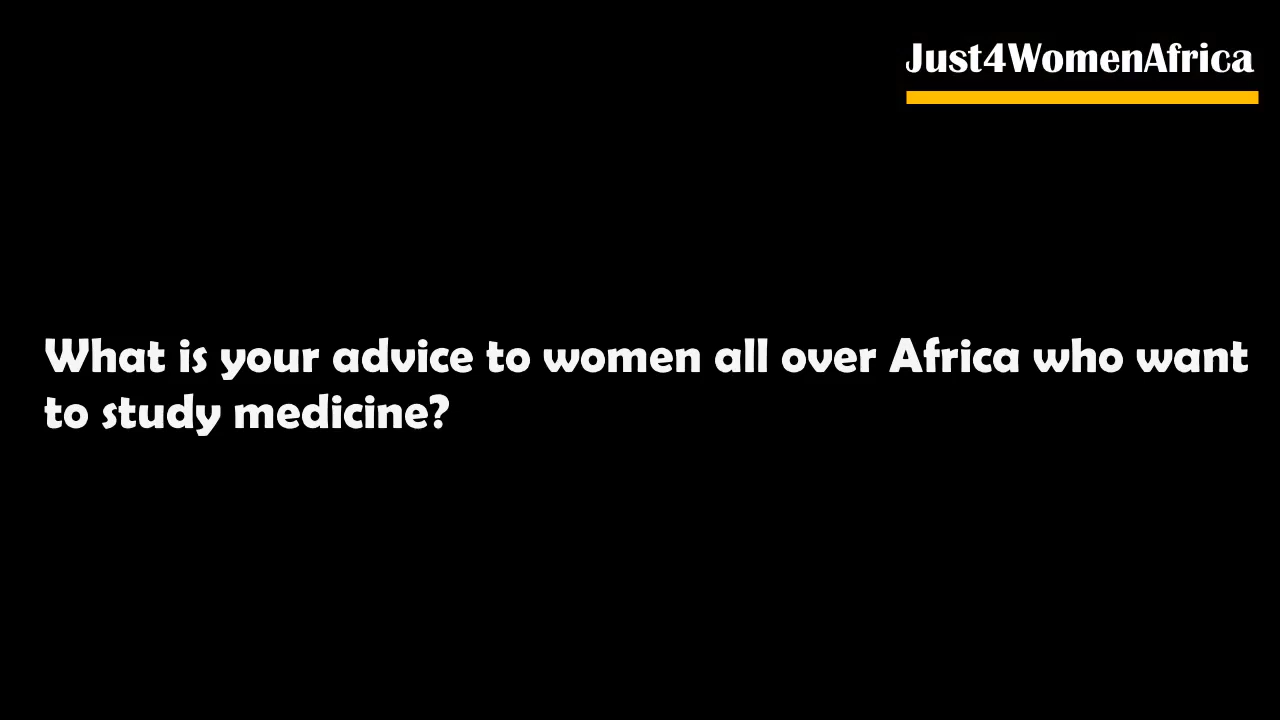 Just4WomenAfrica
What is your advice to women all over Africa who want
to study medicine?